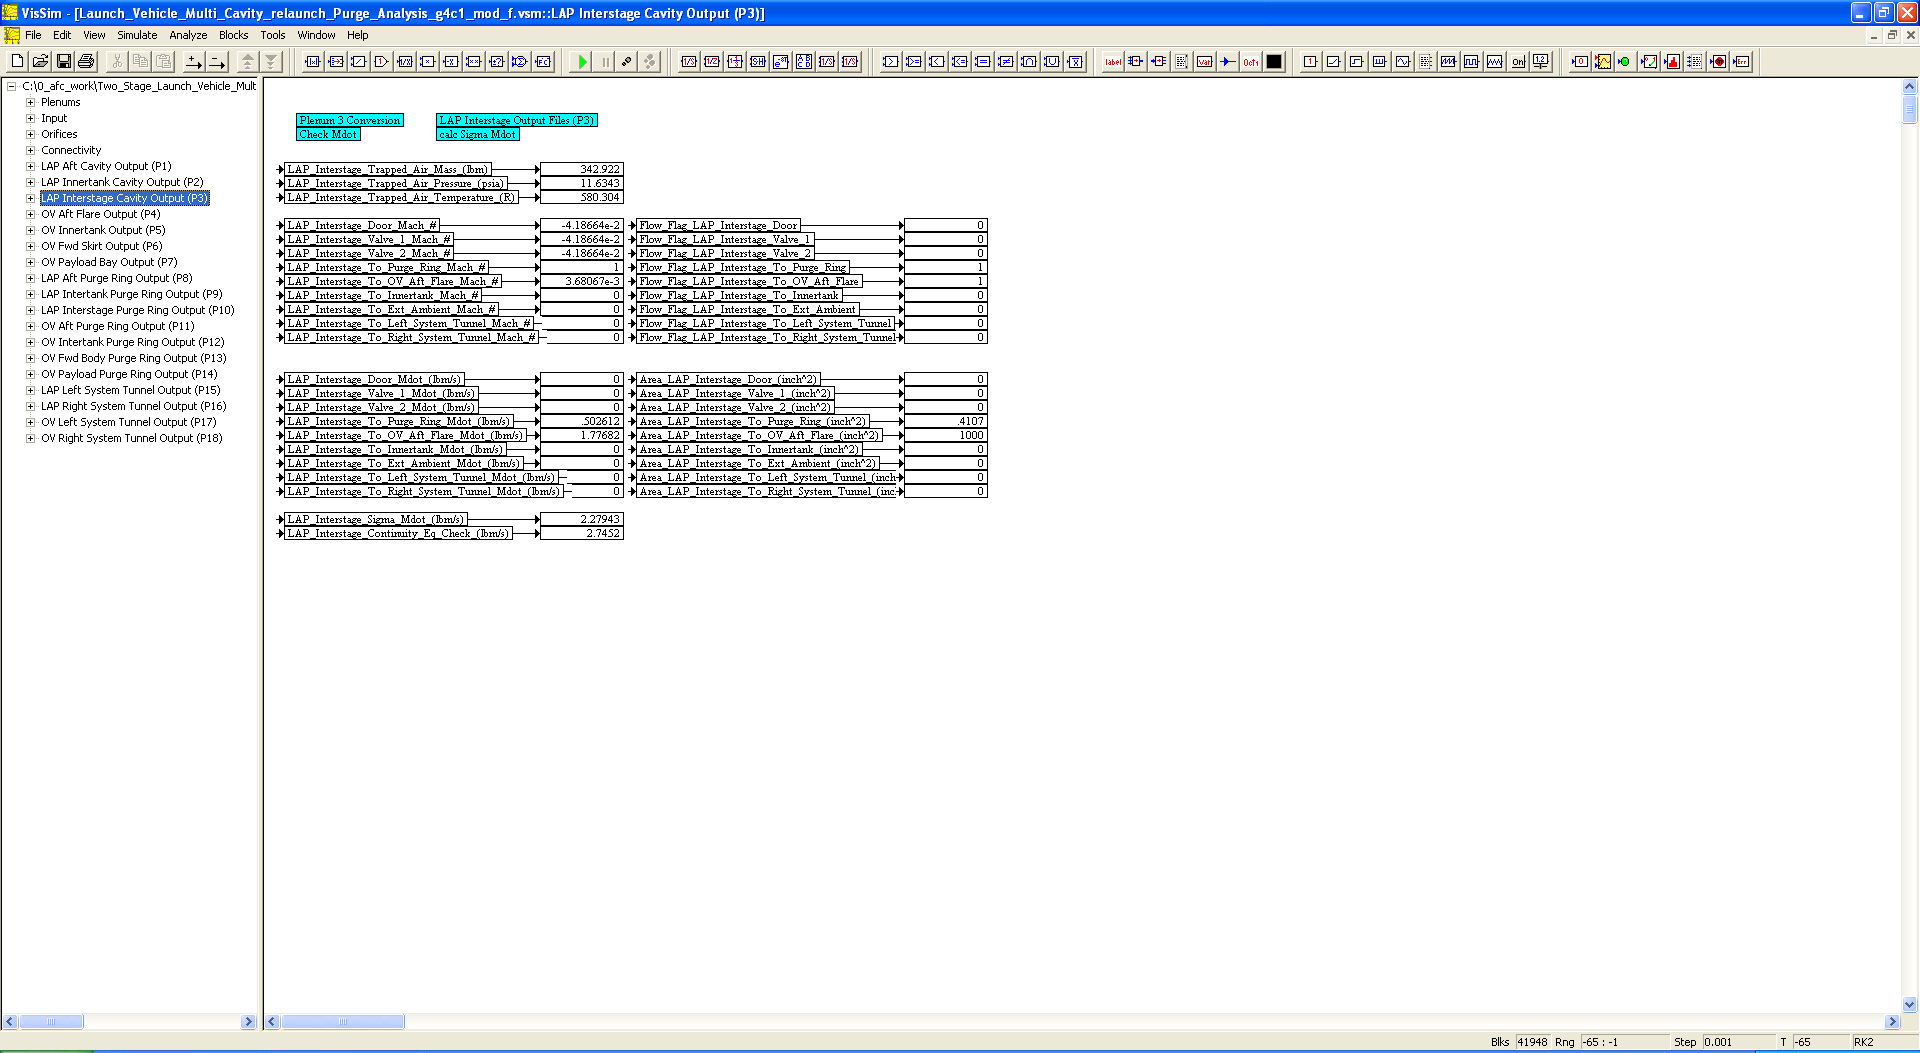 VisSim - [Launch_Vehicle_Multi_Cavity_relaunch_Purge_Analysis_g4c1_mod_f.vsm::LAP Interstage Cavity Output (P3)]
File Edit View Simulate Analyze Blocks Tools Window Help
C:\0_afc_work\Two_Stage_Launch_Vehicle_Mult
Plenums
Input
Orifices
Connectivity
LAP Aft Cavity Output (P1)
LAP Innertank Cavity Output (P2)
LAP Interstage Cavity Output (P3)
OV Aft Flare Output (P4)
OV Innertank Output (P5)
OV Fwd Skirt Output (P6)
OV Payload Bay Output (P7)
LAP Aft Purge Ring Output (P8)
LAP Intertank Purge Ring Output (P9)
LAP Interstage Purge Ring Output (P10)
OV Aft Purge Ring Output (P11)
OV Intertank Purge Ring Output (P12)
OV Fwd Body Purge Ring Output (P13)
OV Payload Purge Ring Output (P14)
LAP Left System Tunnel Output (P15)
LAP Right System Tunnel Output (P16)
OV Left System Tunnel Output (P17)
OV Right System Tunnel Output (P18)
Plenum 3 Conversion LAP Interstage Output Files (P3)
Check Mdot calc Sigma Mdot
LAP_Interstage_Trapped_Air_Mass_(lbm) 342.922
LAP_Interstage_Trapped_Air_Pressure_(psia) 11.6343
LAP_Interstage_Trapped_Air_Temperature_(R) 580.304
LAP_Interstage_Door_Mach_# -4.18664e-2 Flow_Flag_LAP_Interstage_Door 0
LAP_Interstage_Valve_1_Mach_# -4.18664e-2 Flow_Flag_LAP_Interstage_Valve_1 0
LAP_Interstage_Valve_2_Mach_# -4.18664e-2 Flow_Flag_LAP_Interstage_Valve_2 0
LAP_Interstage_To_Purge_Ring_Mach_# 1 Flow_Flag_LAP_Interstage_To_Purge_Ring 1
LAP_Interstage_To_OV_Aft_Flare_Mach_# 3.68067e-3 Flow_Flag_LAP_Interstage_To_OV_Aft_Flare 1
LAP_Interstage_To_Innertank_Mach_# 0 Flow_Flag_LAP_Interstage_To_Innertank 0
LAP_Interstage_To_Ext_Ambient_Mach_# 0 Flow_Flag_LAP_Interstage_To_Ext_Ambient 0
LAP_Interstage_To_Left_System_Tunnel_Mach_# 0 Flow_Flag_LAP_Interstage_To_Left_System_Tunnel 0
LAP_Interstage_To_Right_System_Tunnel_Mach_# 0 Flow_Flag_LAP_Interstage_To_Right_System_Tunnel 0
LAP_Interstage_Door_Mdot_(lbm/s) 0 Area_LAP_Interstage_Door_(inch^2) 0
LAP_Interstage_Valve_1_Mdot_(lbm/s) 0 Area_LAP_Interstage_Valve_1_(inch^2) 0
LAP_Interstage_Valve_2_Mdot_(lbm/s) 0 Area_LAP_Interstage_Valve_2_(inch^2) 0
LAP_Interstage_To_Purge_Ring_Mdot_(lbm/s) .502612 Area_LAP_Interstage_To_Purge_Ring_(inch^2) .4107
LAP_Interstage_To_OV_Aft_Flare_Mdot_(lbm/s) 1.77682 Area_LAP_Interstage_To_OV_Aft_Flare_(inch^2) 1000
LAP_Interstage_To_Innertank_Mdot_(lbm/s) 0 Area_LAP_Interstage_To_Innertank_(inch^2) 0
LAP_Interstage_To_Ext_Ambient_Mdot_(lbm/s) 0 Area_LAP_Interstage_To_Ext_Ambient_(inch^2) 0
LAP_Interstage_To_Left_System_Tunnel_Mdot_(lbm/s) 0 Area_LAP_Interstage_To_Left_System_Tunnel_(inch 0
LAP_Interstage_To_Right_System_Tunnel_Mdot_(lbm/s) 0 Area_LAP_Interstage_To_Right_System_Tunnel_(inc. 0
LAP_Interstage_Sigma_Mdot_(lbm/s) 2.27943
LAP_Interstage_Continuity_Eq_Check_(lbm/s) 2.7452
Blks 41948 Rng -65 : -1 Step 0.001 T -65 RK2